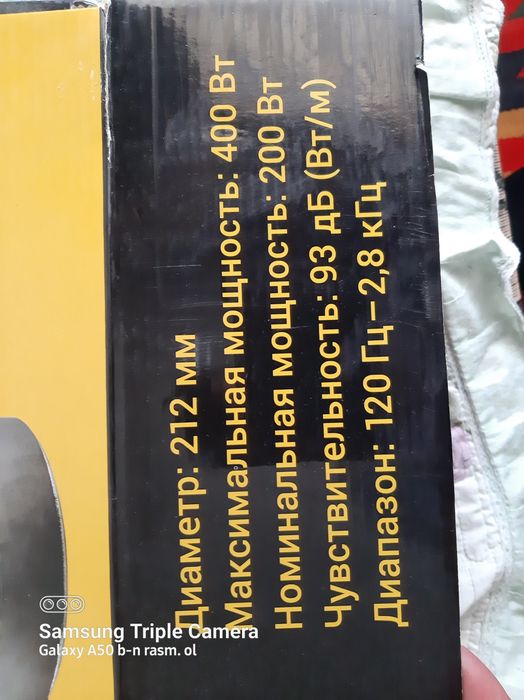 Диаметр: 212 мм
Максимальная мощность: 400 Вт
Номинальная мощность: 200 Вт
Чувствительность: 93 дБ (Вт/м)
Диапазон: 120 Гц–2,8 кГц
Samsung Triple Camera
Galaxy A50 b-n rasm. ol